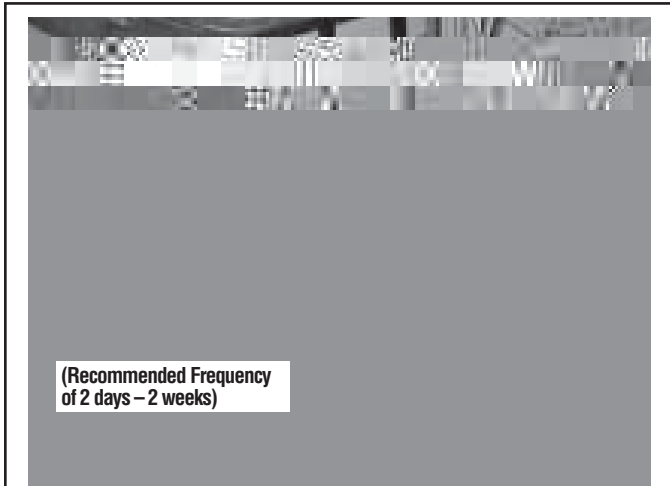 (Recommended Frequency
of 2 days – 2 weeks)